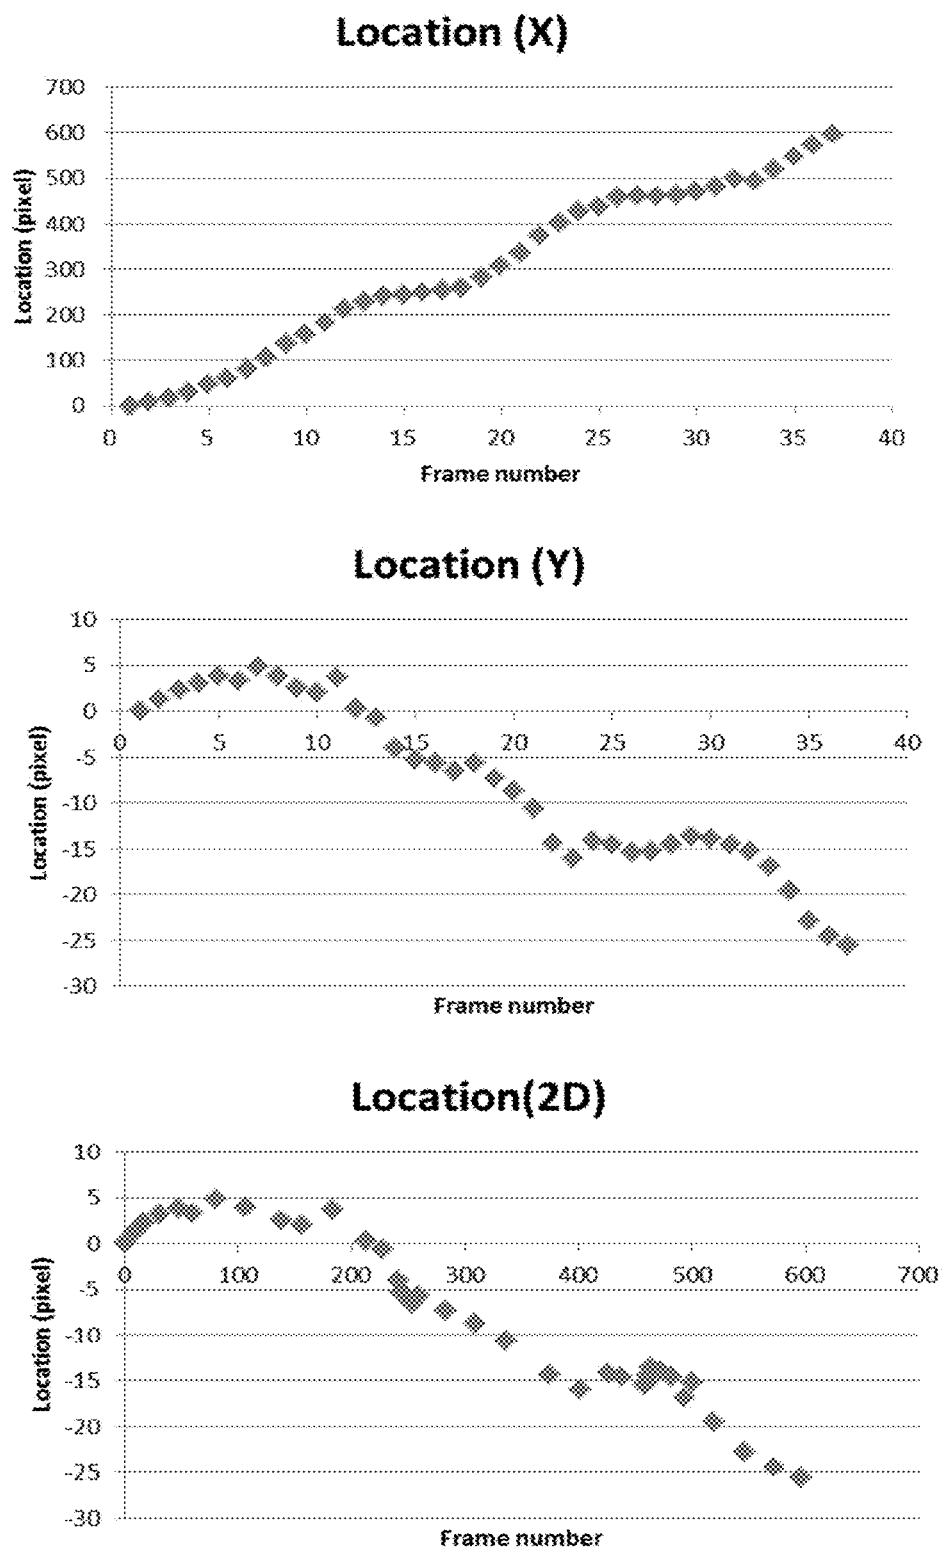 Location (X)
700
600
500
400
300
200
100
0
0 5 10 15 20 25 30 35 40
Location (pixel)
Frame number
Location (Y)
10
5
0
0 5 10 15 20 25 30 35 40
-5
-10
-15
-20
-25
-30
Location (pixel)
Frame number
Location(2D)
10
5
0
0 100 200 300 400 500 600 700
-5
-10
-15
-20
-25
-30
Location (pixel)
Frame number